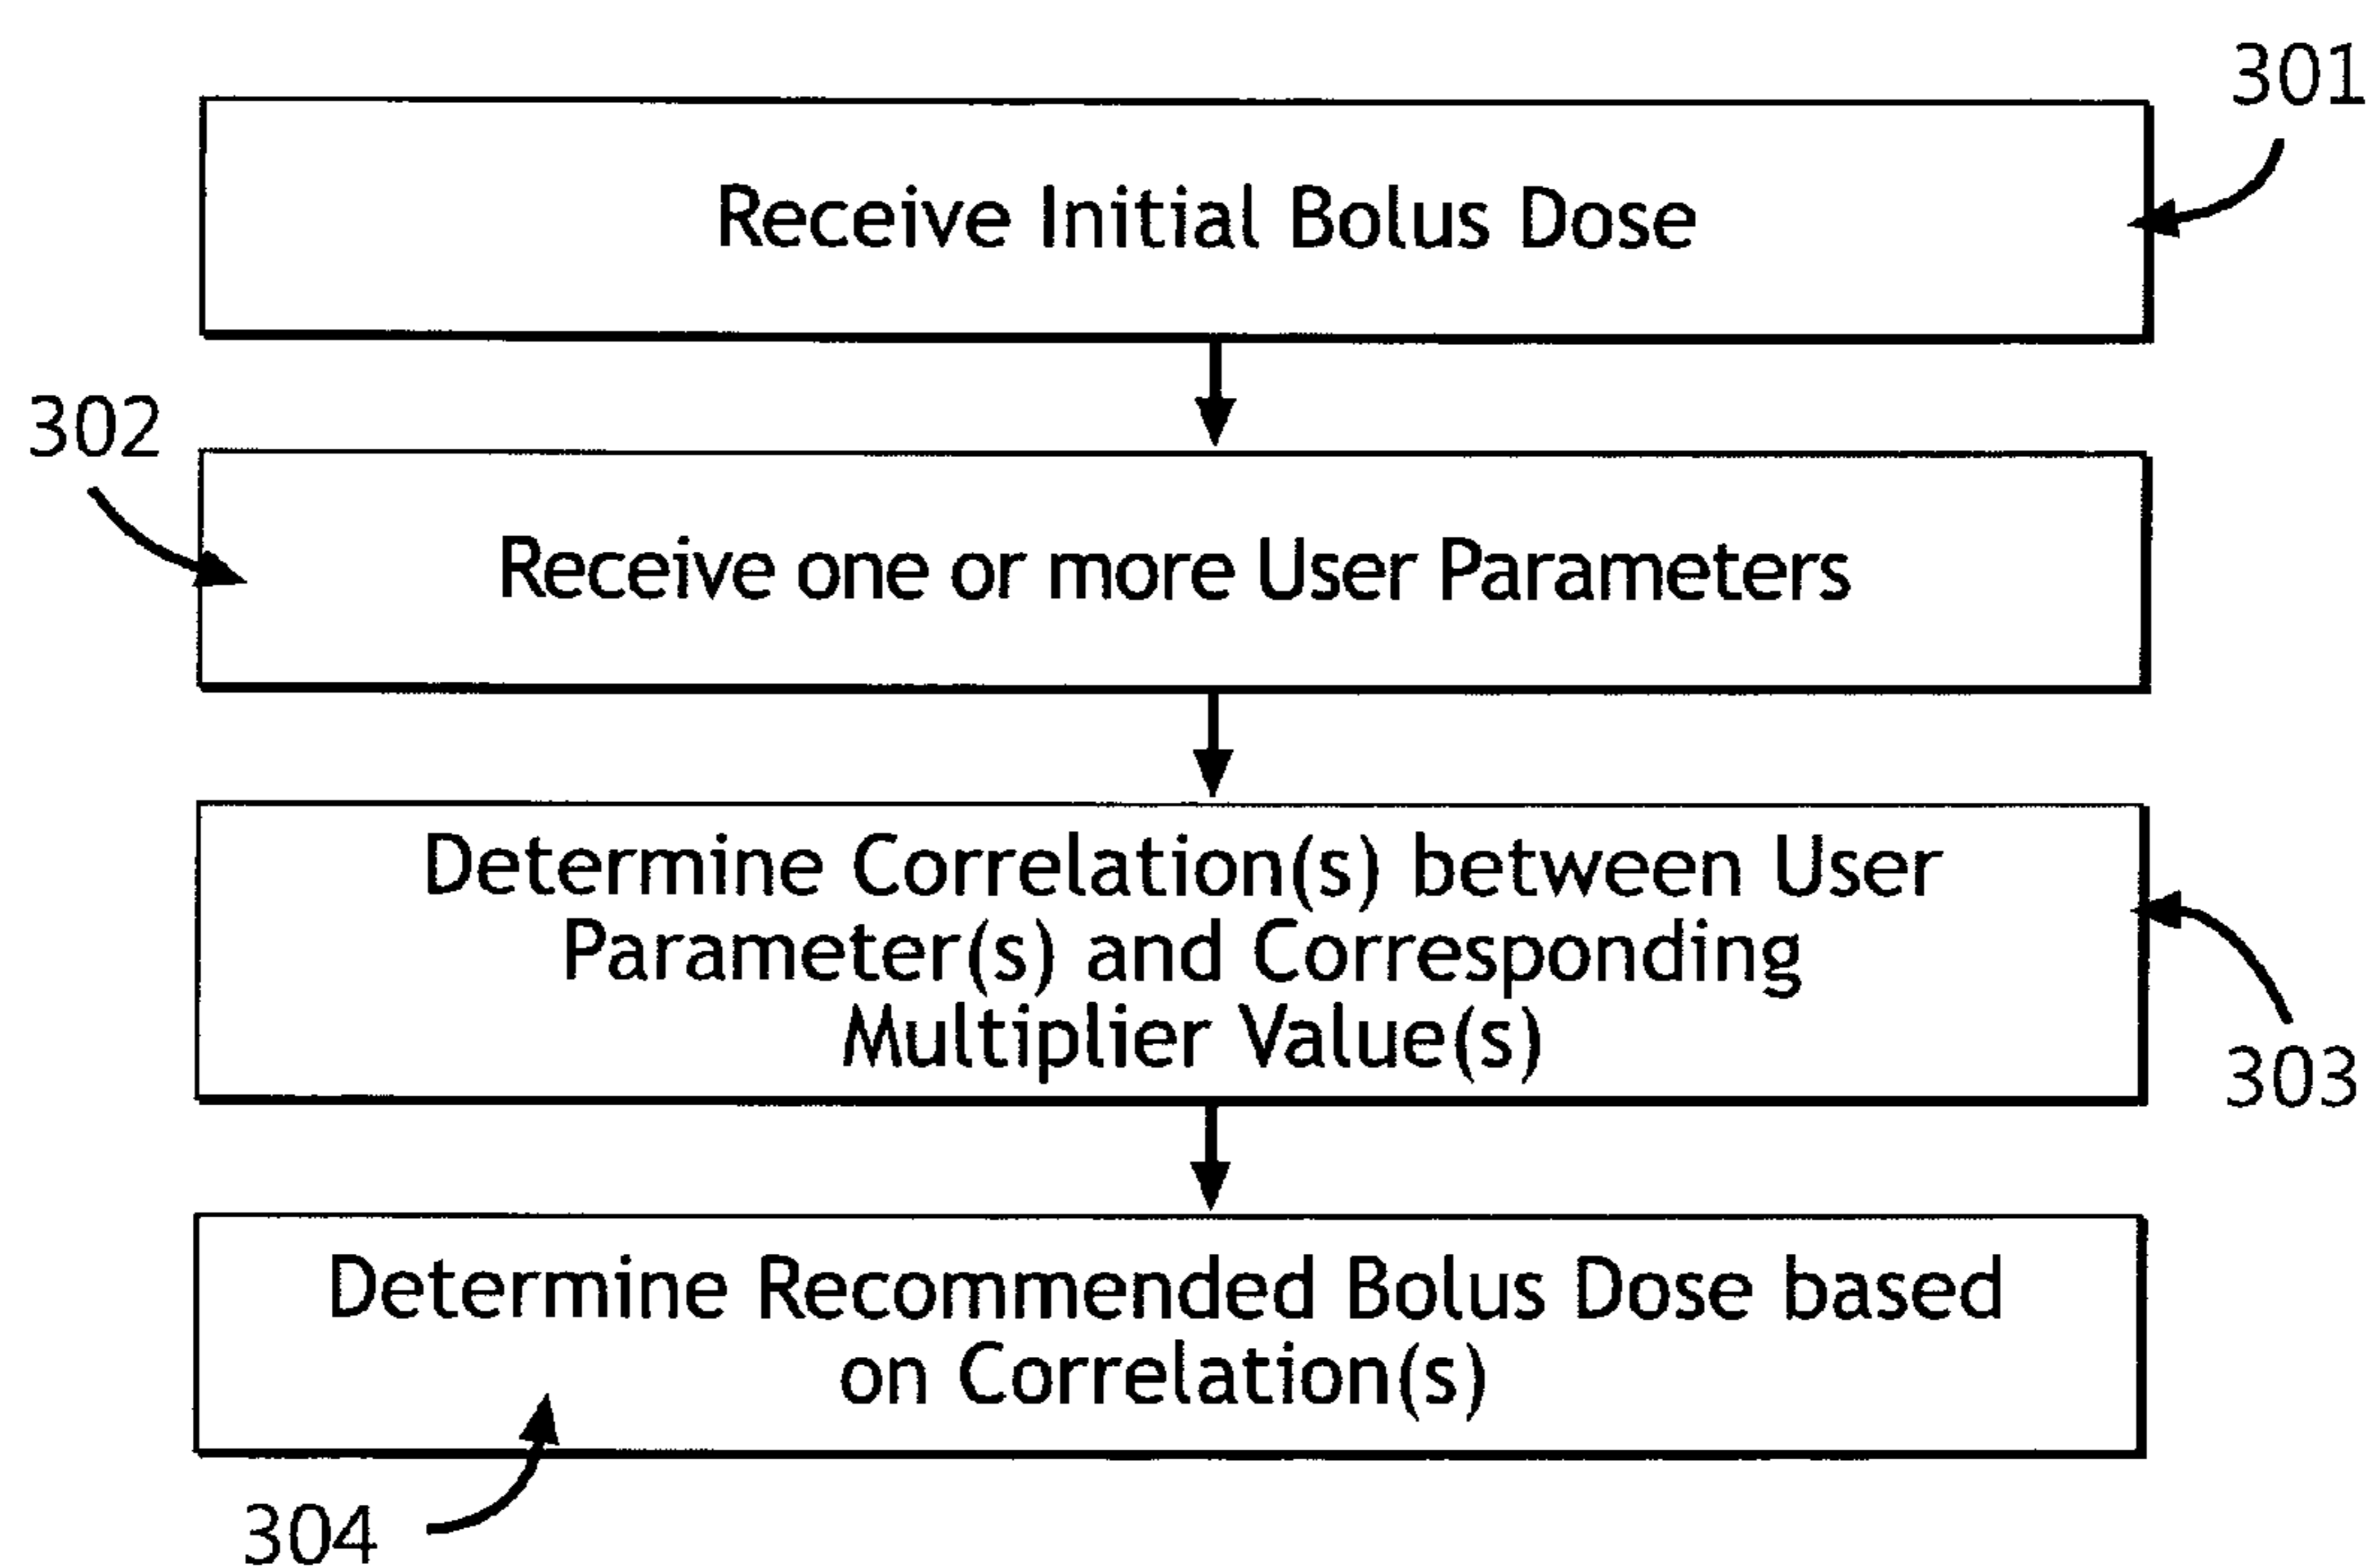 301
Receive Initial Bolus Dose
302
Receive one or more User Parameters
Determine Correlation(s) between User
Parameter(s) and Corresponding
Multiplier Value(s)
303
Determine Recommended Bolus Dose based
on Correlation(s)
304